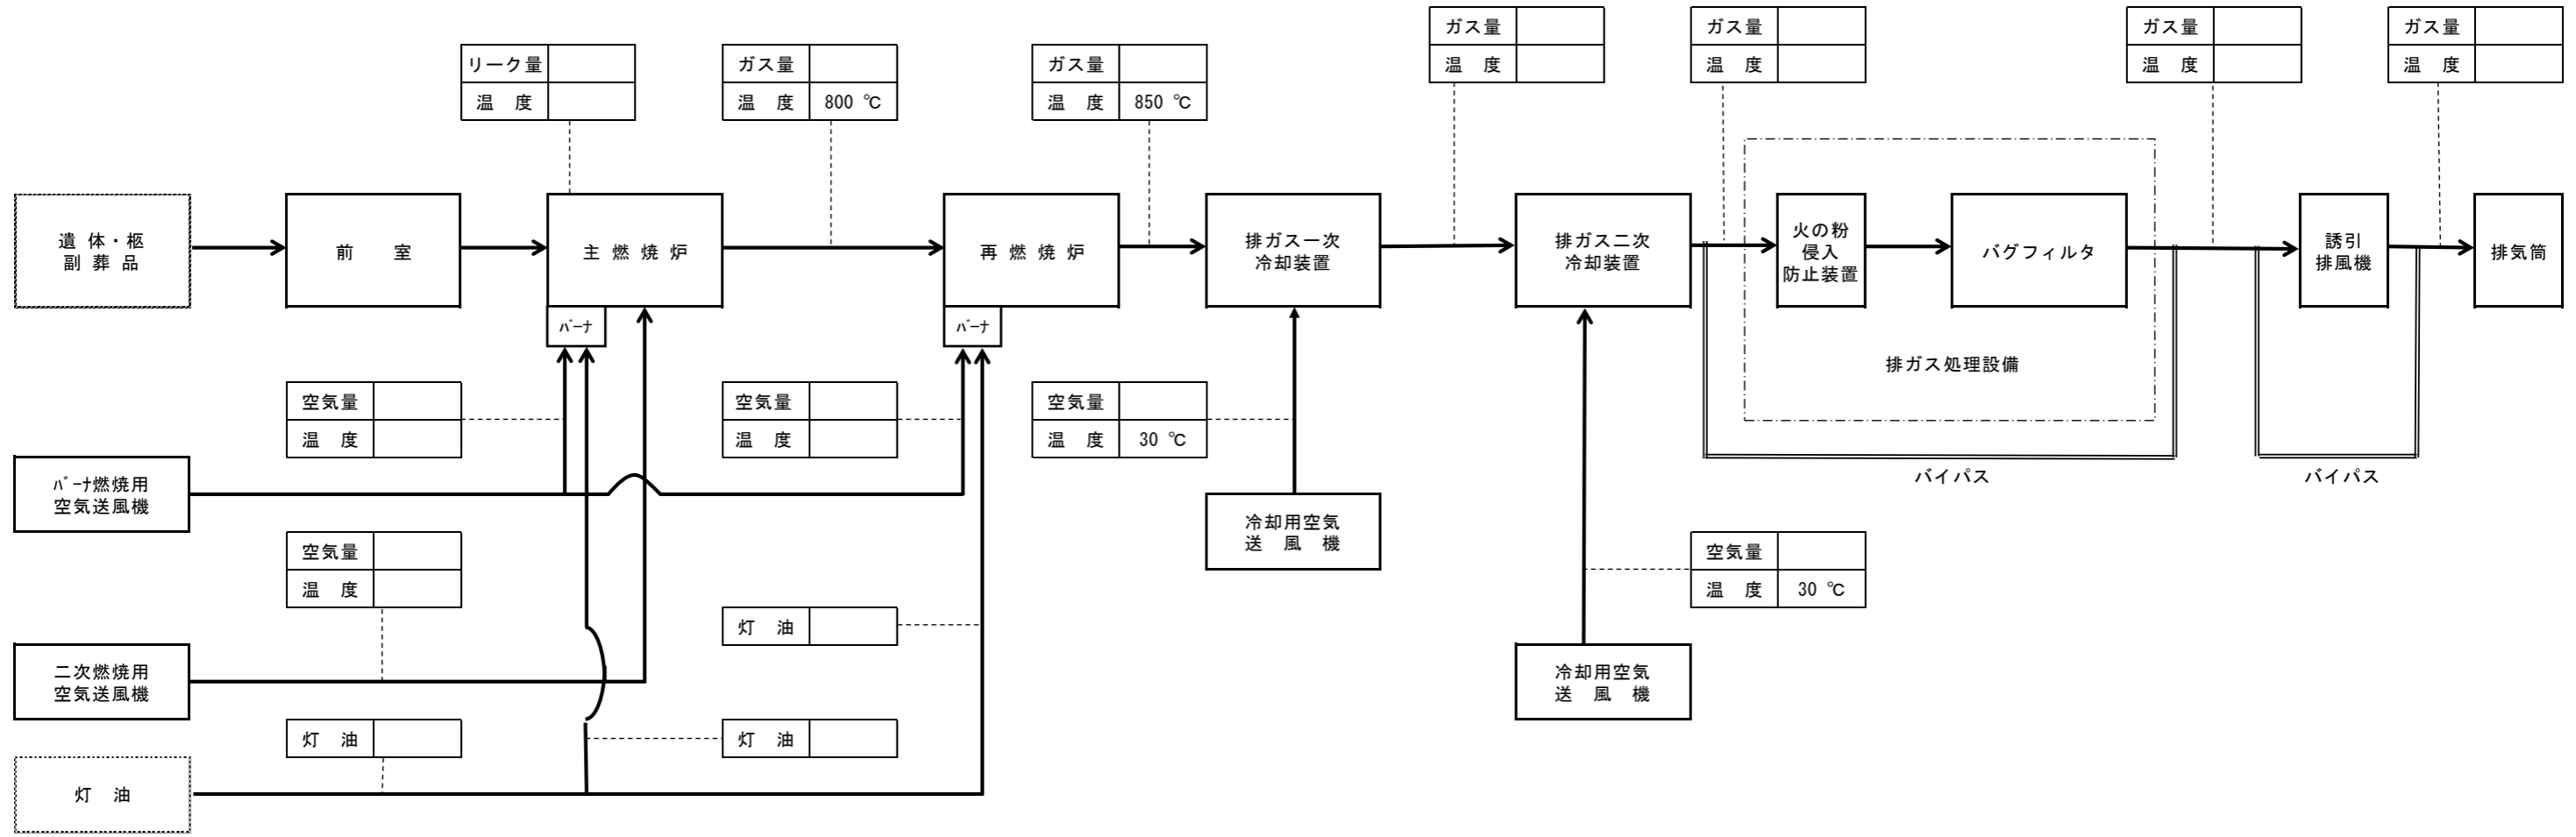 ガス量
温　度
ガス量
温　度
ガス量
温　度
ガス量
温　度
リーク量
温　度
ガス量
温　度 800 ℃
ガス量
温　度 850 ℃
遺 体・柩
副 葬 品
前　　室
主 燃 焼 炉
バーナ
再 燃 焼 炉
バーナ
排ガス一次
冷却装置
排ガス二次
冷却装置
火の粉
侵入
防止装置
バグフィルタ
誘引
排風機
排気筒
排ガス処理設備
バイパス
バイパス
空気量
温　度
空気量
温　度
空気量
温　度 30 ℃
バーナ燃焼用
空気送風機
冷却用空気
送　風　機
空気量
温　度
空気量
温　度 30 ℃
灯　油
二次燃焼用
空気送風機
冷却用空気
送　風　機
灯　油
灯　油
灯　油